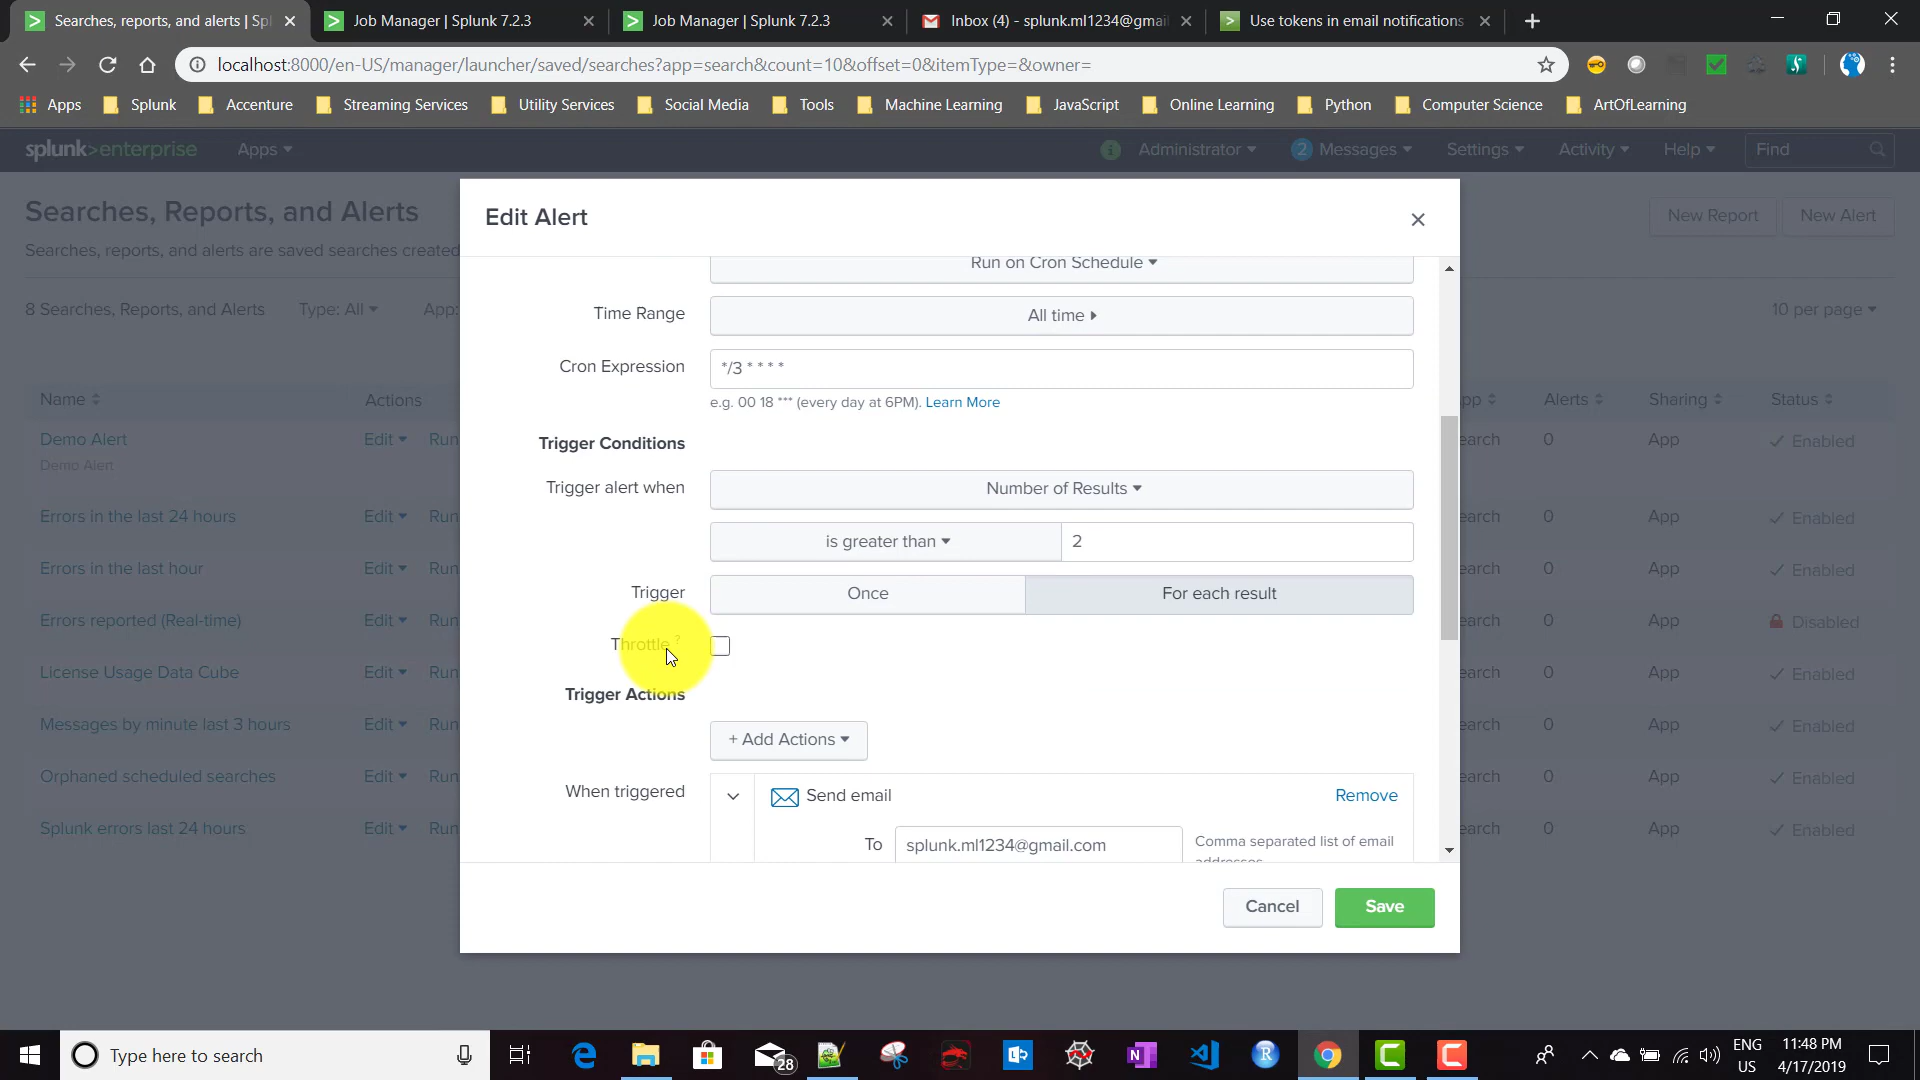 Searches, reports, and alerts | Spl
Job Manager | Splunk 7.2.3
Job Manager | Splunk 7.2.3
Inbox (4) - splunk.ml1234@gmail
Use tokens in email notifications
localhost:8000/en-US/manager/launcher/saved/searches?app=search&count=10&offset=0&itemType=&owner=
Apps Splunk Accenture Streaming Services Utility Services Social Media Tools Machine Learning JavaScript Online Learning Python Computer Science ArtOfLearning
splunk>enterprise Apps i Administrator 2 Messages Settings Activity Help Find
Searches, Reports, and Alerts
New Report New Alert
Searches, reports, and alerts are saved searches created
8 Searches, Reports, and Alerts Type: All App: 10 per page
Name Actions pp Alerts Sharing Status
Demo Alert Edit Run earch 0 App Enabled
Demo Alert
Errors in the last 24 hours Edit Run earch 0 App Enabled
Errors in the last hour Edit Run earch 0 App Enabled
Errors reported (Real-time) Edit Run earch 0 App Disabled
License Usage Data Cube Edit Run earch 0 App Enabled
Messages by minute last 3 hours Edit Run earch 0 App Enabled
Orphaned scheduled searches Edit Run earch 0 App Enabled
Splunk errors last 24 hours Edit Run earch 0 App Enabled
Edit Alert
Run on Cron Schedule
Time Range All time
Cron Expression */3 * * * *
e.g. 00 18 *** (every day at 6PM). Learn More
Trigger Conditions
Trigger alert when Number of Results
is greater than 2
Trigger Once For each result
Throttle ?
Trigger Actions
+ Add Actions
When triggered Send email Remove
To splunk.ml1234@gmail.com Comma separated list of email
addresses
Cancel Save
Type here to search
28
ENG
US
11:48 PM
4/17/2019